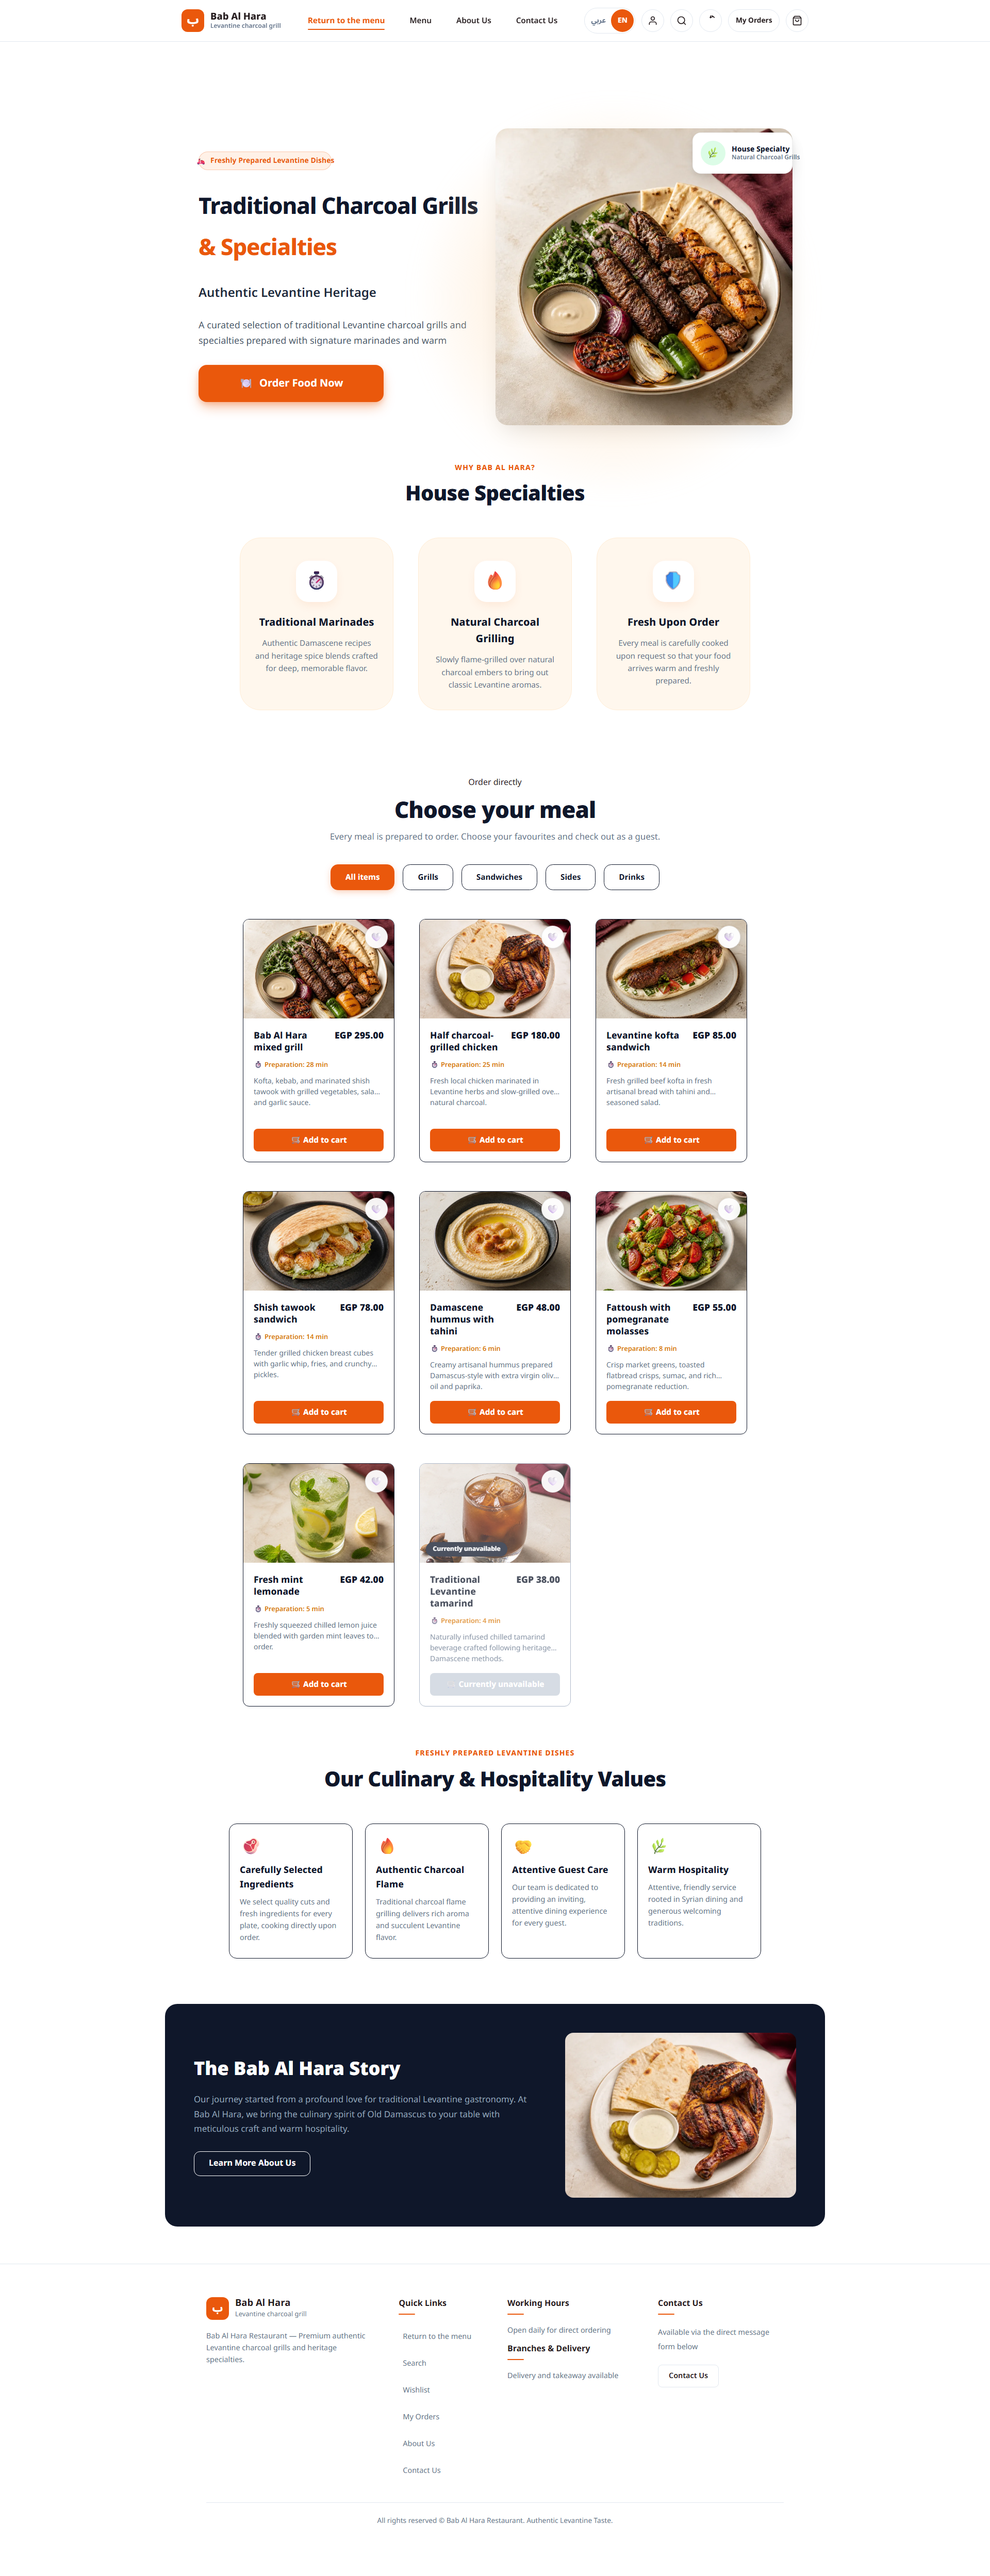 ب
Bab Al Hara
Levantine charcoal grill
Return to the menu
Menu
About Us
Contact Us
عربي
EN
My Orders
Freshly Prepared Levantine Dishes
House Specialty
Natural Charcoal Grills
Traditional Charcoal Grills
& Specialties
Authentic Levantine Heritage
A curated selection of traditional Levantine charcoal grills and
specialties prepared with signature marinades and warm
Order Food Now
WHY BAB AL HARA?
House Specialties
Traditional Marinades
Authentic Damascene recipes
and heritage spice blends crafted
for deep, memorable flavor.
Natural Charcoal
Grilling
Slowly flame-grilled over natural
charcoal embers to bring out
classic Levantine aromas.
Fresh Upon Order
Every meal is carefully cooked
upon request so that your food
arrives warm and freshly
prepared.
Order directly
Choose your meal
Every meal is prepared to order. Choose your favourites and check out as a guest.
All items
Grills
Sandwiches
Sides
Drinks
Bab Al Hara
mixed grill
EGP 295.00
Preparation: 28 min
Kofta, kebab, and marinated shish
tawook with grilled vegetables, sala...
and garlic sauce.
Add to cart
Half charcoal-
grilled chicken
EGP 180.00
Preparation: 25 min
Fresh local chicken marinated in
Levantine herbs and slow-grilled ove...
natural charcoal.
Add to cart
Levantine kofta
sandwich
EGP 85.00
Preparation: 14 min
Fresh grilled beef kofta in fresh
artisanal bread with tahini and...
seasoned salad.
Add to cart
Shish tawook
sandwich
EGP 78.00
Preparation: 14 min
Tender grilled chicken breast cubes
with garlic whip, fries, and crunchy...
pickles.
Add to cart
Damascene
hummus with
tahini
EGP 48.00
Preparation: 6 min
Creamy artisanal hummus prepared
Damascus-style with extra virgin oliv...
oil and paprika.
Add to cart
Fattoush with
pomegranate
molasses
EGP 55.00
Preparation: 8 min
Crisp market greens, toasted
flatbread crisps, sumac, and rich...
pomegranate reduction.
Add to cart
Fresh mint
lemonade
EGP 42.00
Preparation: 5 min
Freshly squeezed chilled lemon juice
blended with garden mint leaves to...
order.
Add to cart
Currently unavailable
Traditional
Levantine
tamarind
EGP 38.00
Preparation: 4 min
Naturally infused chilled tamarind
beverage crafted following heritage...
Damascene methods.
Currently unavailable
FRESHLY PREPARED LEVANTINE DISHES
Our Culinary & Hospitality Values
Carefully Selected
Ingredients
We select quality cuts and
fresh ingredients for every
plate, cooking directly upon
order.
Authentic Charcoal
Flame
Traditional charcoal flame
grilling delivers rich aroma
and succulent Levantine
flavor.
Attentive Guest Care
Our team is dedicated to
providing an inviting,
attentive dining experience
for every guest.
Warm Hospitality
Attentive, friendly service
rooted in Syrian dining and
generous welcoming
traditions.
The Bab Al Hara Story
Our journey started from a profound love for traditional Levantine gastronomy. At
Bab Al Hara, we bring the culinary spirit of Old Damascus to your table with
meticulous craft and warm hospitality.
Learn More About Us
ب
Bab Al Hara
Levantine charcoal grill
Bab Al Hara Restaurant — Premium authentic
Levantine charcoal grills and heritage
specialties.
Quick Links
Return to the menu
Search
Wishlist
My Orders
About Us
Contact Us
Working Hours
Open daily for direct ordering
Branches & Delivery
Delivery and takeaway available
Contact Us
Available via the direct message
form below
Contact Us
All rights reserved © Bab Al Hara Restaurant. Authentic Levantine Taste.